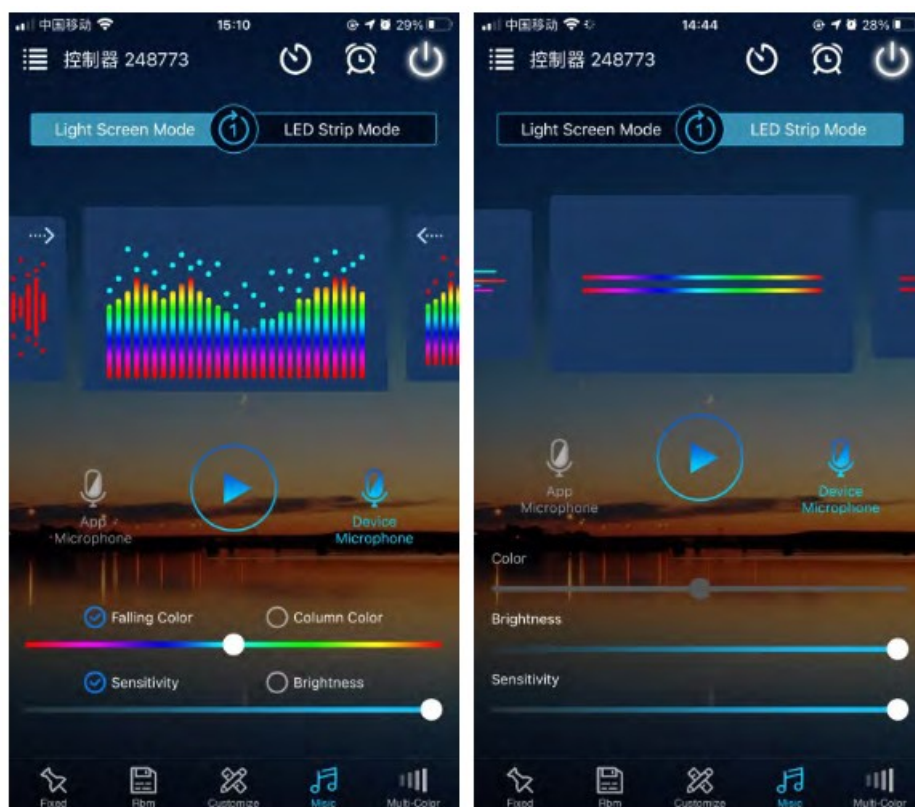 中国移动 15:10 29%
控制器 248773
Light Screen Mode 1 LED Strip Mode
App Microphone
Device Microphone
Falling Color Column Color
Sensitivity Brightness
Fixed Rbm Customize Misic Multi-Color
中国移动 14:44 28%
控制器 248773
Light Screen Mode 1 LED Strip Mode
App Microphone
Device Microphone
Color
Brightness
Sensitivity
Fixed Rbm Customize Misic Multi-Color